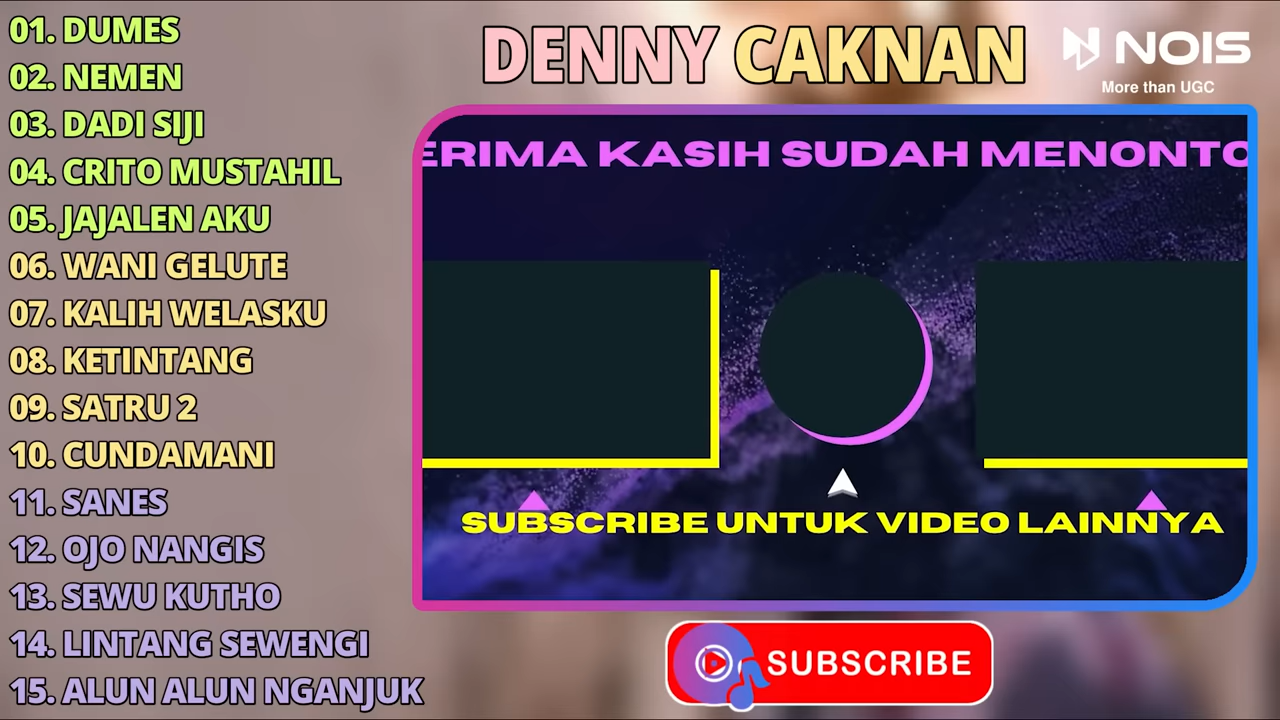 01. DUMES
02. NEMEN
03. DADI SIJI
04. CRITO MUSTAHIL
05. JAJALEN AKU
06. WANI GELUTE
07. KALIH WELASKU
08. KETINTANG
09. SATRU 2
10. CUNDAMANI
11. SANES
12. OJO NANGIS
13. SEWU KUTHO
14. LINTANG SEWENGI
15. ALUN ALUN NGANJUK
DENNY CAKNAN
NOIS
More than UGC
ERIMA KASIH SUDAH MENONTO
SUBSCRIBE UNTUK VIDEO LAINNYA
SUBSCRIBE